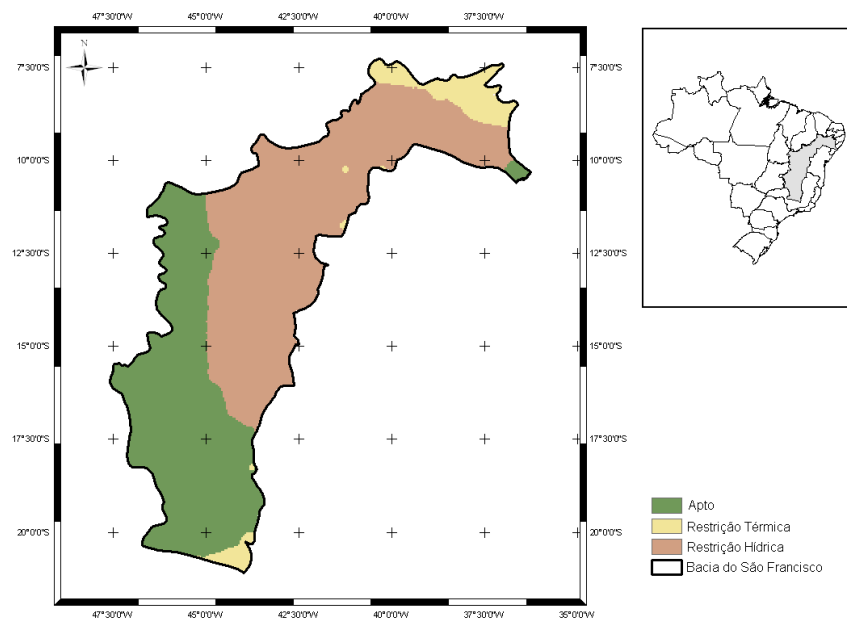 47°30'0"W 45°0'0"W 42°30'0"W 40°0'0"W 37°30'0"W 35°0'0"W
N
7°30'0"S 7°30'0"S
10°0'0"S 10°0'0"S
12°30'0"S 12°30'0"S
15°0'0"S 15°0'0"S
17°30'0"S 17°30'0"S
20°0'0"S 20°0'0"S
47°30'0"W 45°0'0"W 42°30'0"W 40°0'0"W 37°30'0"W 35°0'0"W
Apto
Restrição Térmica
Restrição Hídrica
Bacia do São Francisco